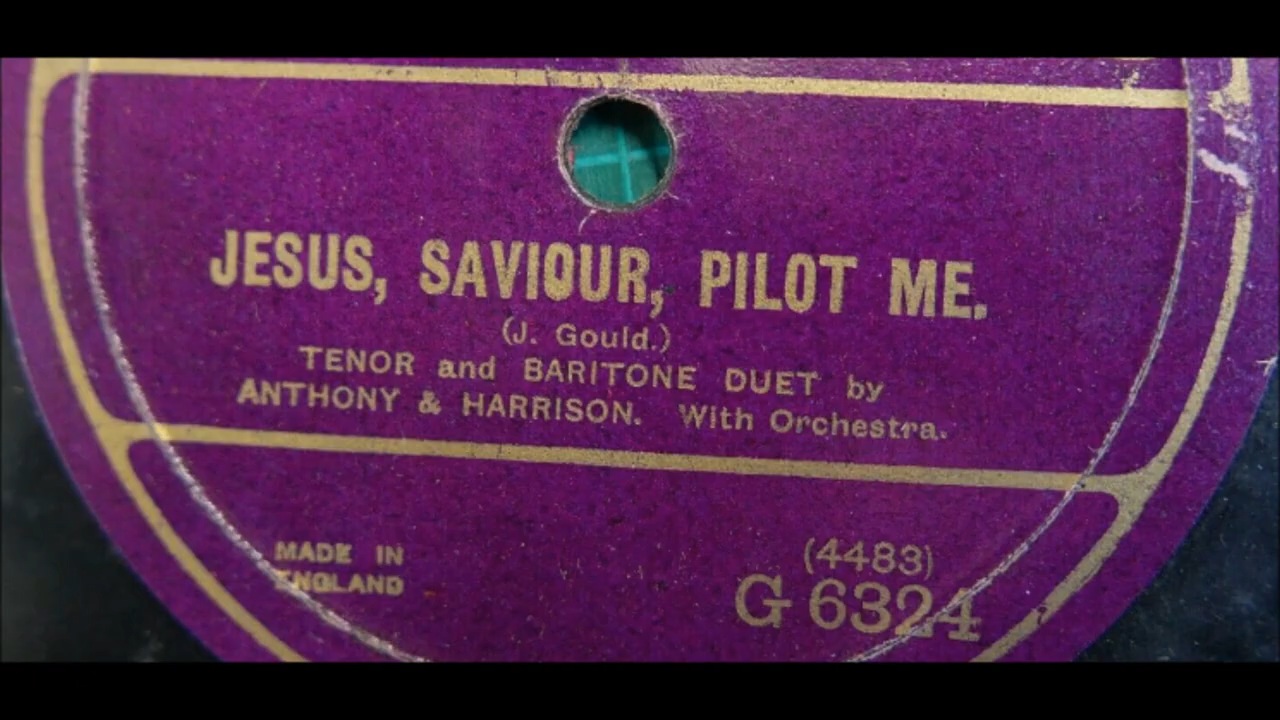 JESUS, SAVIOUR, PILOT ME.
(J. Gould.)
TENOR and BARITONE DUET by
ANTHONY & HARRISON. With Orchestra.
MADE IN
ENGLAND
(4483)
G 6324